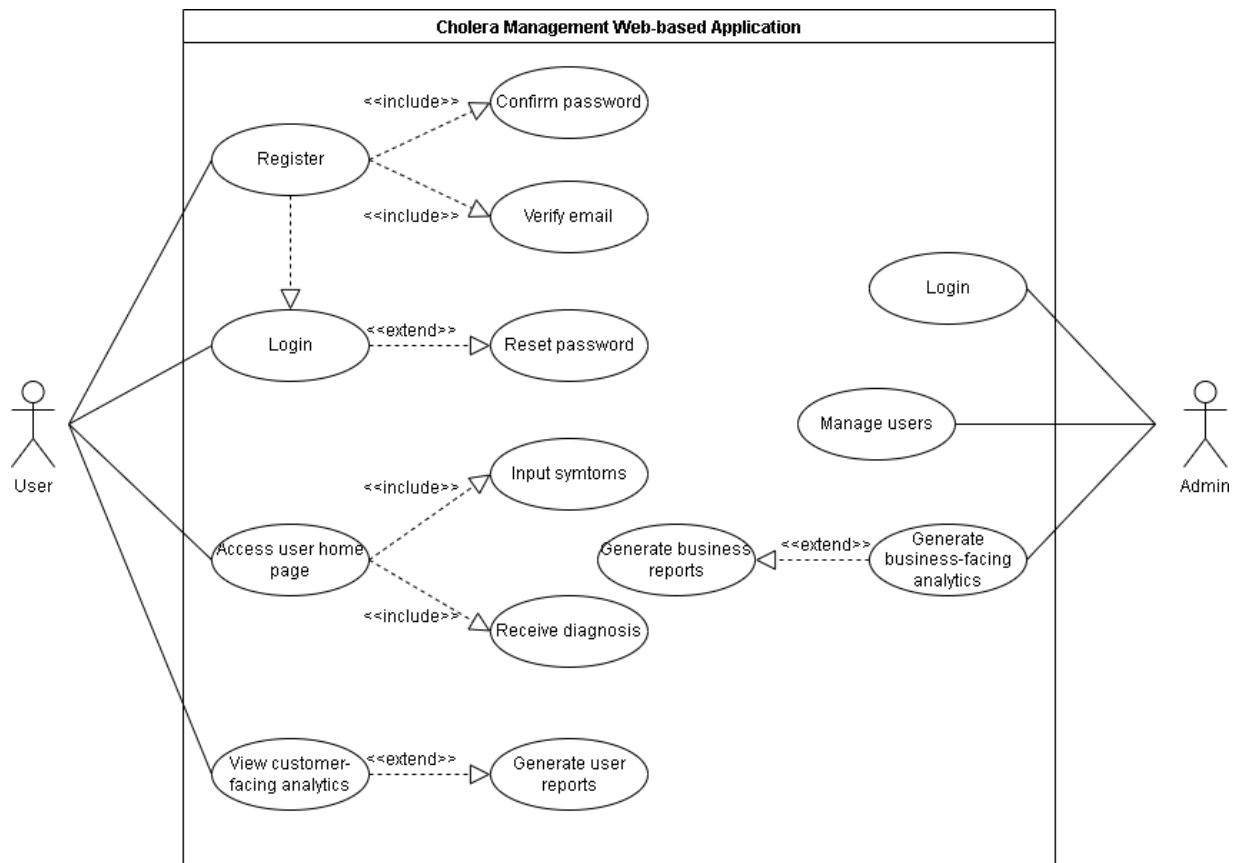 Cholera Management Web-based Application
<<include>>
Confirm password
Register
<<include>>
Verify email
Login
Login
<<extend>>
Reset password
Manage users
User
Admin
<<include>>
Input symtoms
Access user home
page
<<include>>
Receive diagnosis
Generate business
reports
<<extend>>
Generate
business-facing
analytics
View customer-
facing analytics
<<extend>>
Generate user
reports